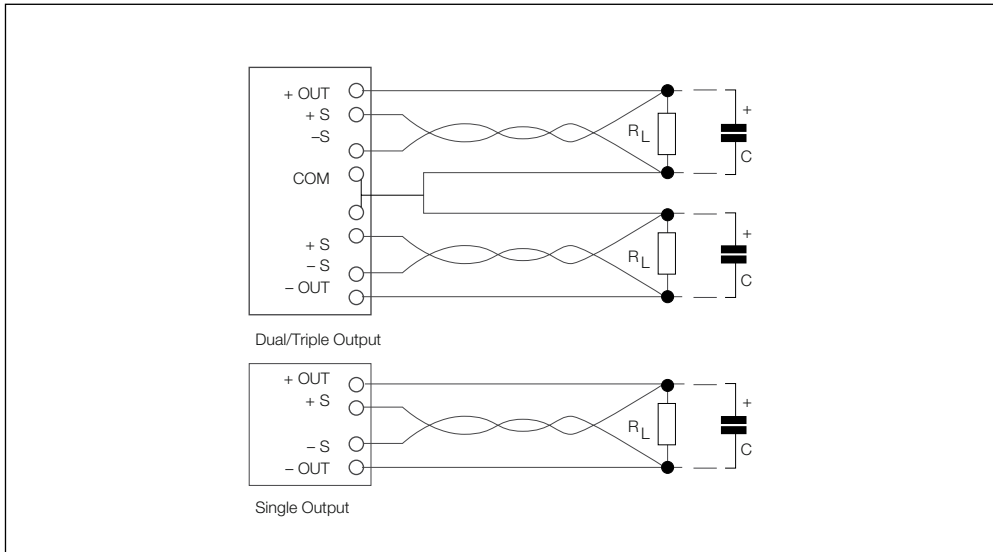 + OUT
+ S
–S
COM
+ S
– S
– OUT
R L
+
C
R L
+
C
Dual/Triple Output
+ OUT
+ S
– S
– OUT
R L
+
C
Single Output